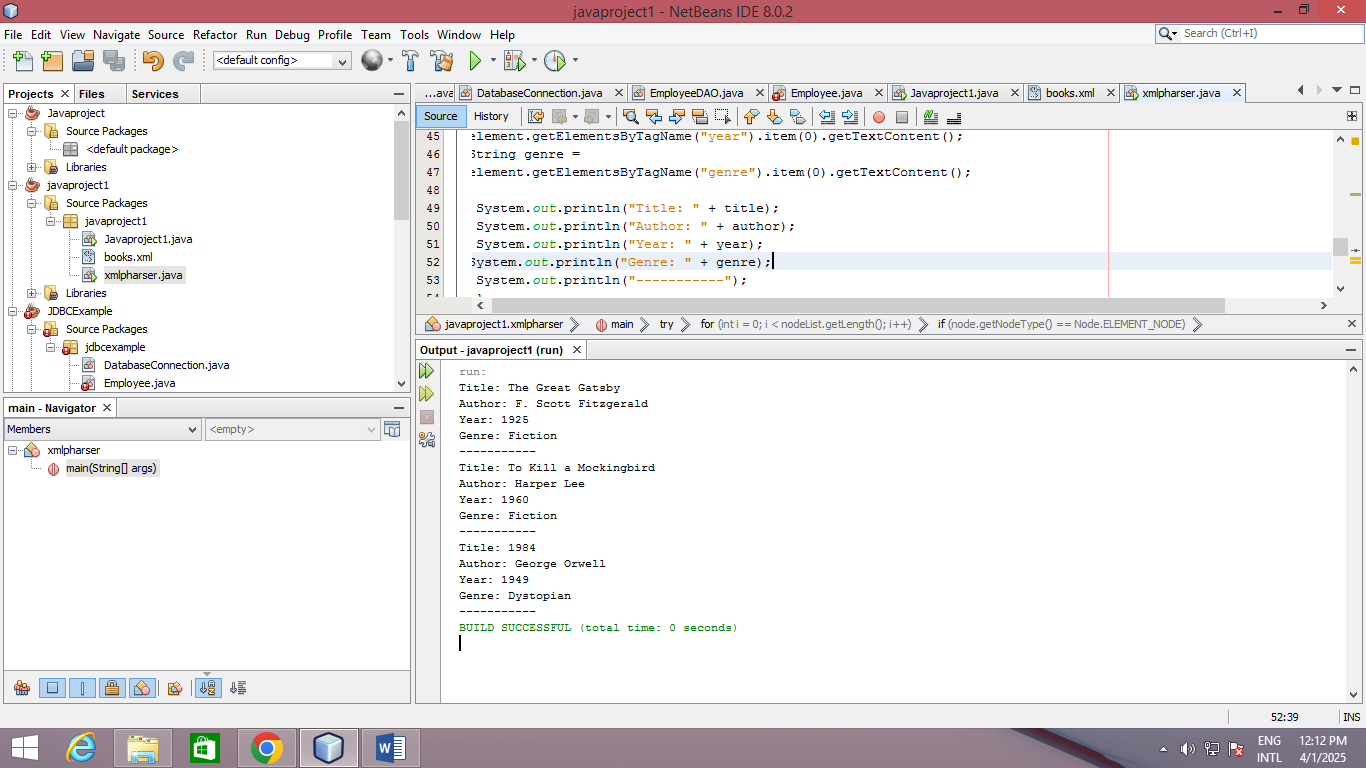 javaproject1 - NetBeans IDE 8.0.2
File Edit View Navigate Source Refactor Run Debug Profile Team Tools Window Help
Search (Ctrl+I)
<default config>
Projects Files Services
Javaproject
Source Packages
<default package>
Libraries
javaproject1
Source Packages
javaproject1
Javaproject1.java
books.xml
xmlpharser.java
Libraries
JDBCExample
Source Packages
jdbcexample
DatabaseConnection.java
Employee.java
main - Navigator
Members
<empty>
xmlpharser
main(String[] args)
...ava DatabaseConnection.java EmployeeDAO.java Employee.java Javaproject1.java books.xml xmlpharser.java
Source History
45 element.getElementsByTagName("year").item(0).getTextContent();
46 String genre =
47 element.getElementsByTagName("genre").item(0).getTextContent();
48
49 System.out.println("Title: " + title);
50 System.out.println("Author: " + author);
51 System.out.println("Year: " + year);
52 System.out.println("Genre: " + genre);
53 System.out.println("-----------");
54
javaproject1.xmlpharser main try for (int i = 0; i < nodeList.getLength(); i++) if (node.getNodeType() == Node.ELEMENT_NODE)
Output - javaproject1 (run)
run:
Title: The Great Gatsby
Author: F. Scott Fitzgerald
Year: 1925
Genre: Fiction
-----------
Title: To Kill a Mockingbird
Author: Harper Lee
Year: 1960
Genre: Fiction
-----------
Title: 1984
Author: George Orwell
Year: 1949
Genre: Dystopian
-----------
BUILD SUCCESSFUL (total time: 0 seconds)
52:39 INS
ENG 12:12 PM
INTL 4/1/2025